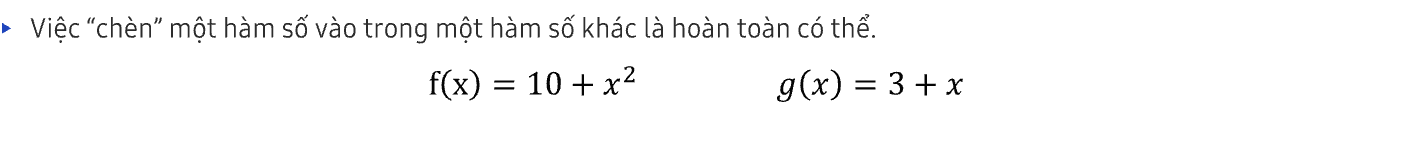 ▸ Việc “chèn” một hàm số vào trong một hàm số khác là hoàn toàn có thể.
f(x) = 10 + x² g(x) = 3 + x